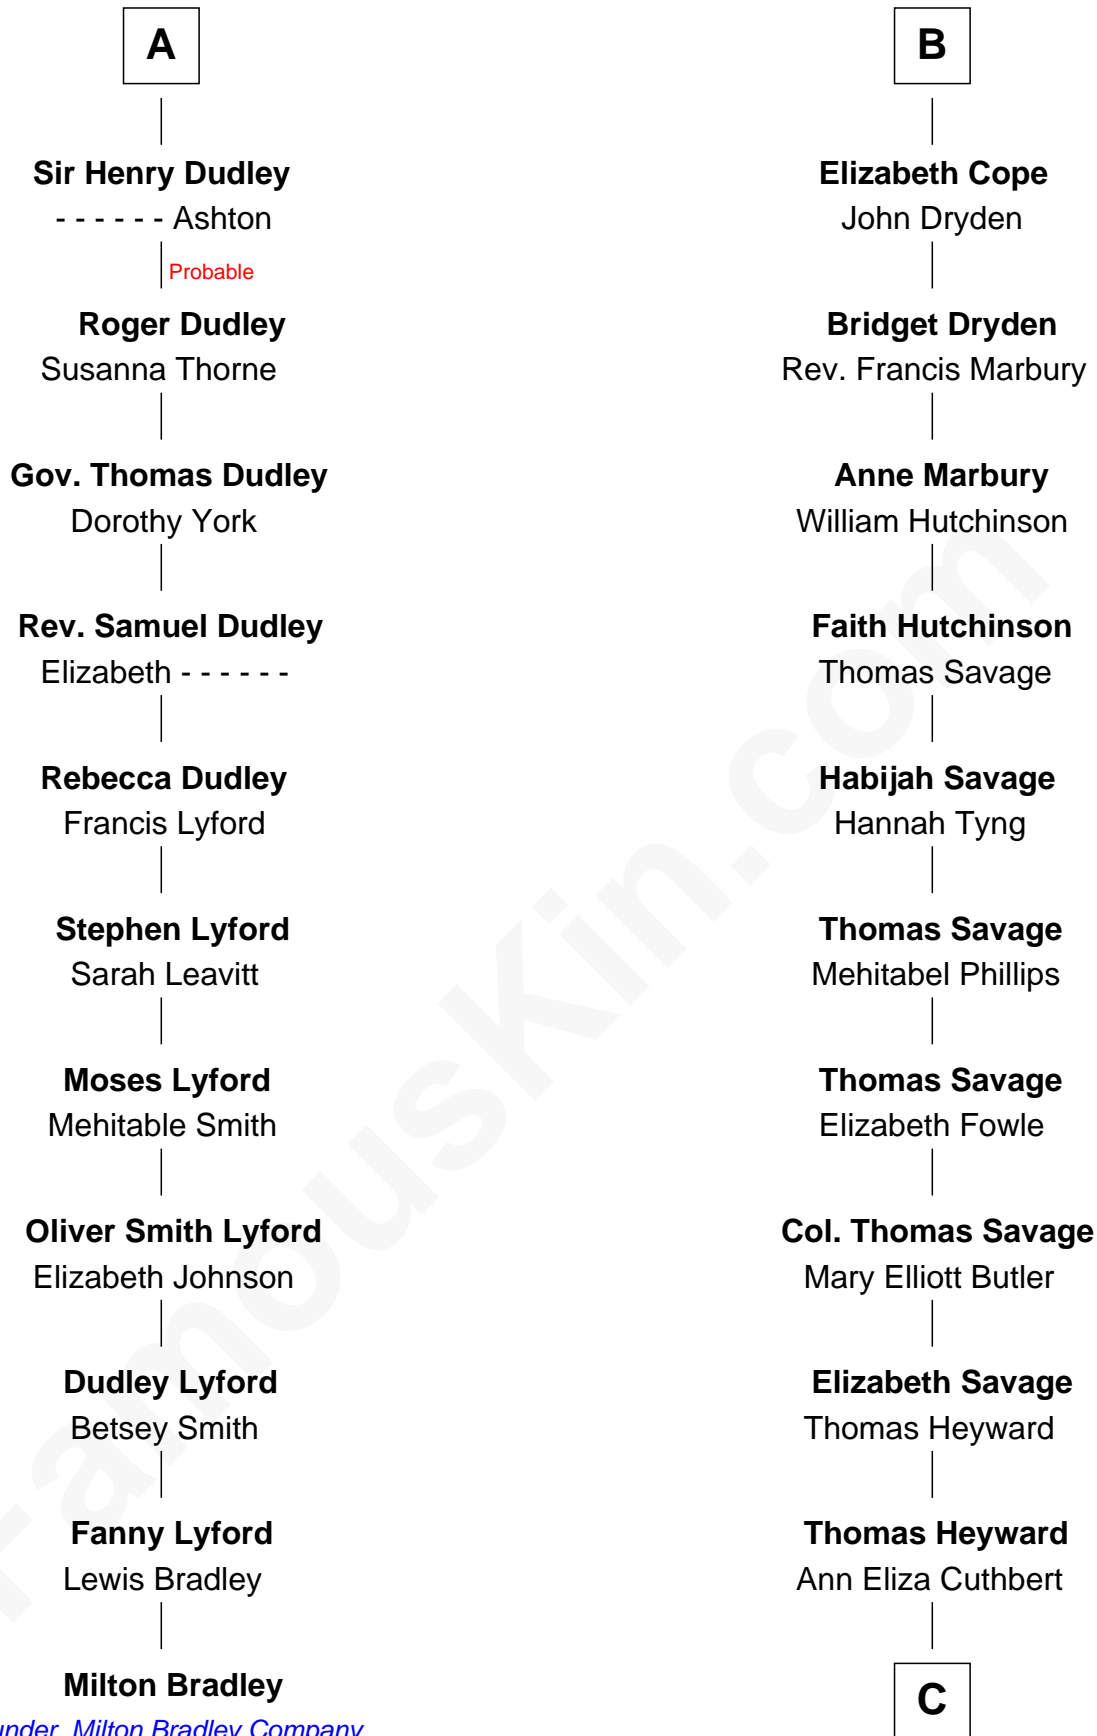 A
Sir Henry Dudley
- - - - - - Ashton
Probable
Roger Dudley
Susanna Thorne
Gov. Thomas Dudley
Dorothy York
Rev. Samuel Dudley
Elizabeth - - - - - -
Rebecca Dudley
Francis Lyford
Stephen Lyford
Sarah Leavitt
Moses Lyford
Mehitable Smith
Oliver Smith Lyford
Elizabeth Johnson
Dudley Lyford
Betsey Smith
Fanny Lyford
Lewis Bradley
Milton Bradley
Milton Bradley Company
B
Elizabeth Cope
John Dryden
Bridget Dryden
Rev. Francis Marbury
Anne Marbury
William Hutchinson
Faith Hutchinson
Thomas Savage
Habijah Savage
Hannah Tyng
Thomas Savage
Mehitabel Phillips
Thomas Savage
Elizabeth Fowle
Col. Thomas Savage
Mary Elliott Butler
Elizabeth Savage
Thomas Heyward
Thomas Heyward
Ann Eliza Cuthbert
C
FamousKin.com